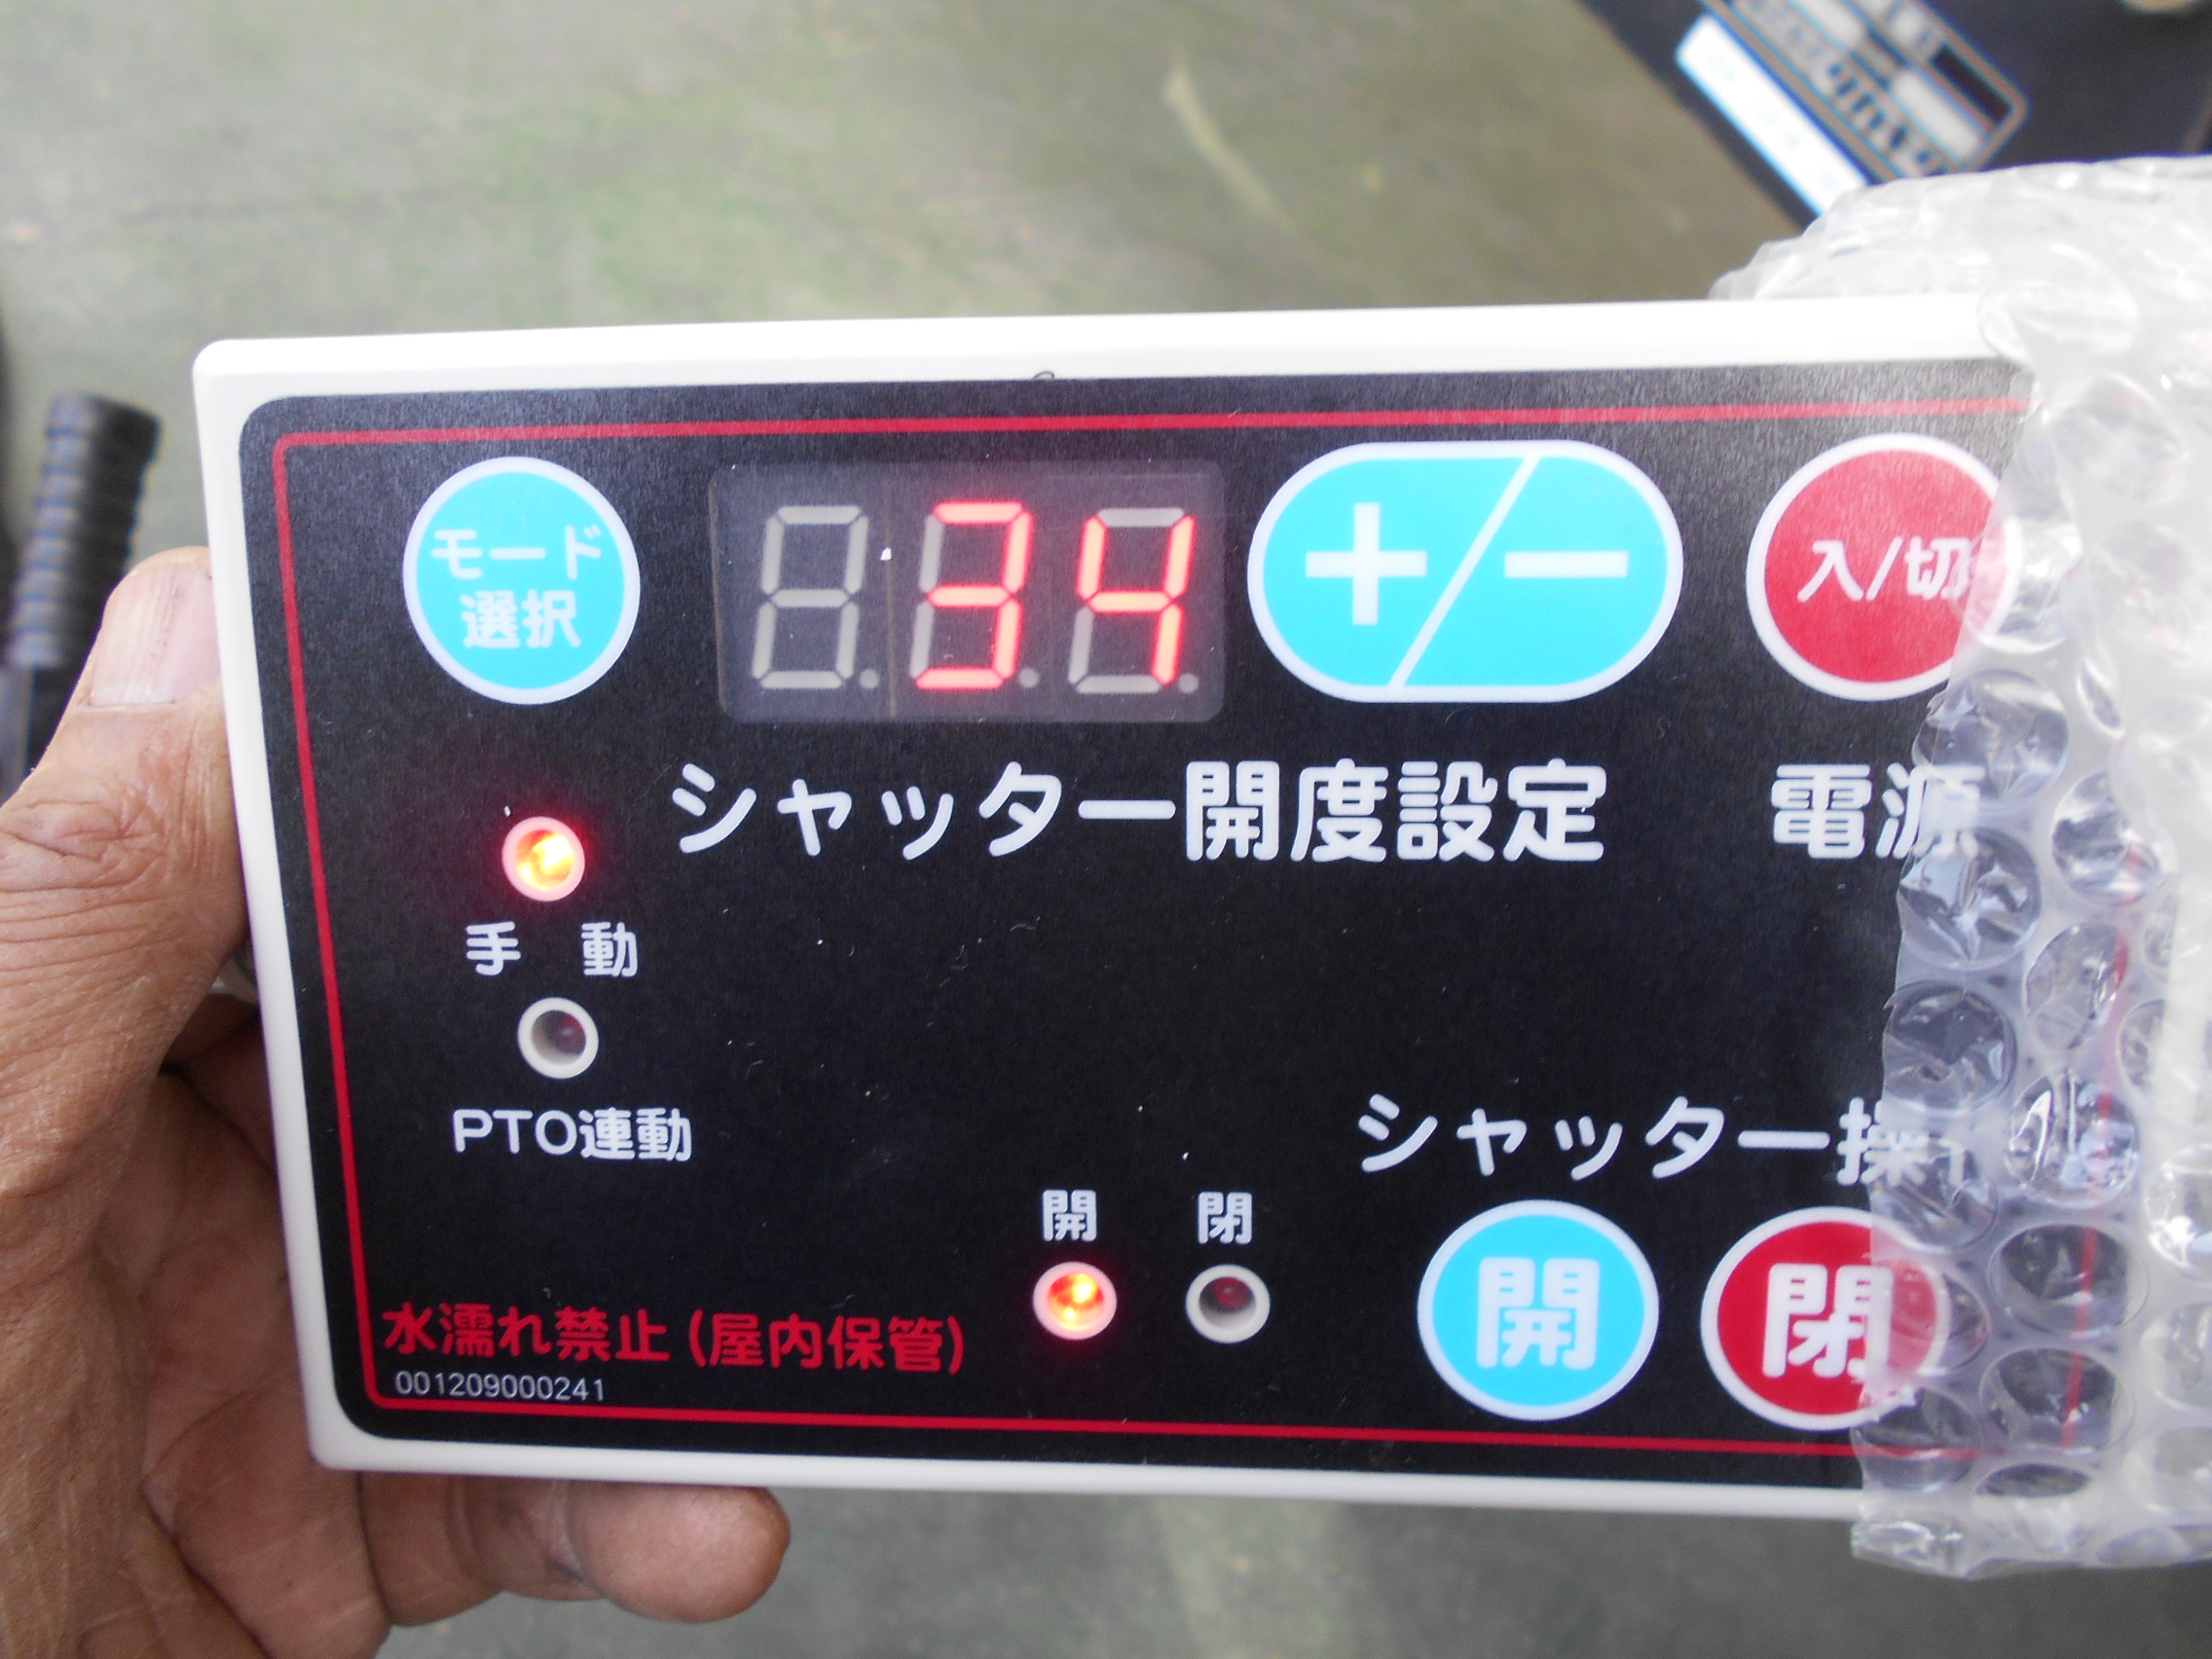 モード
選択
34
+/−
入/切
シャッター開度設定
電源
手 動
PTO連動
シャッター操
開
閉
開
閉
水濡れ禁止(屋内保管)
001209000241